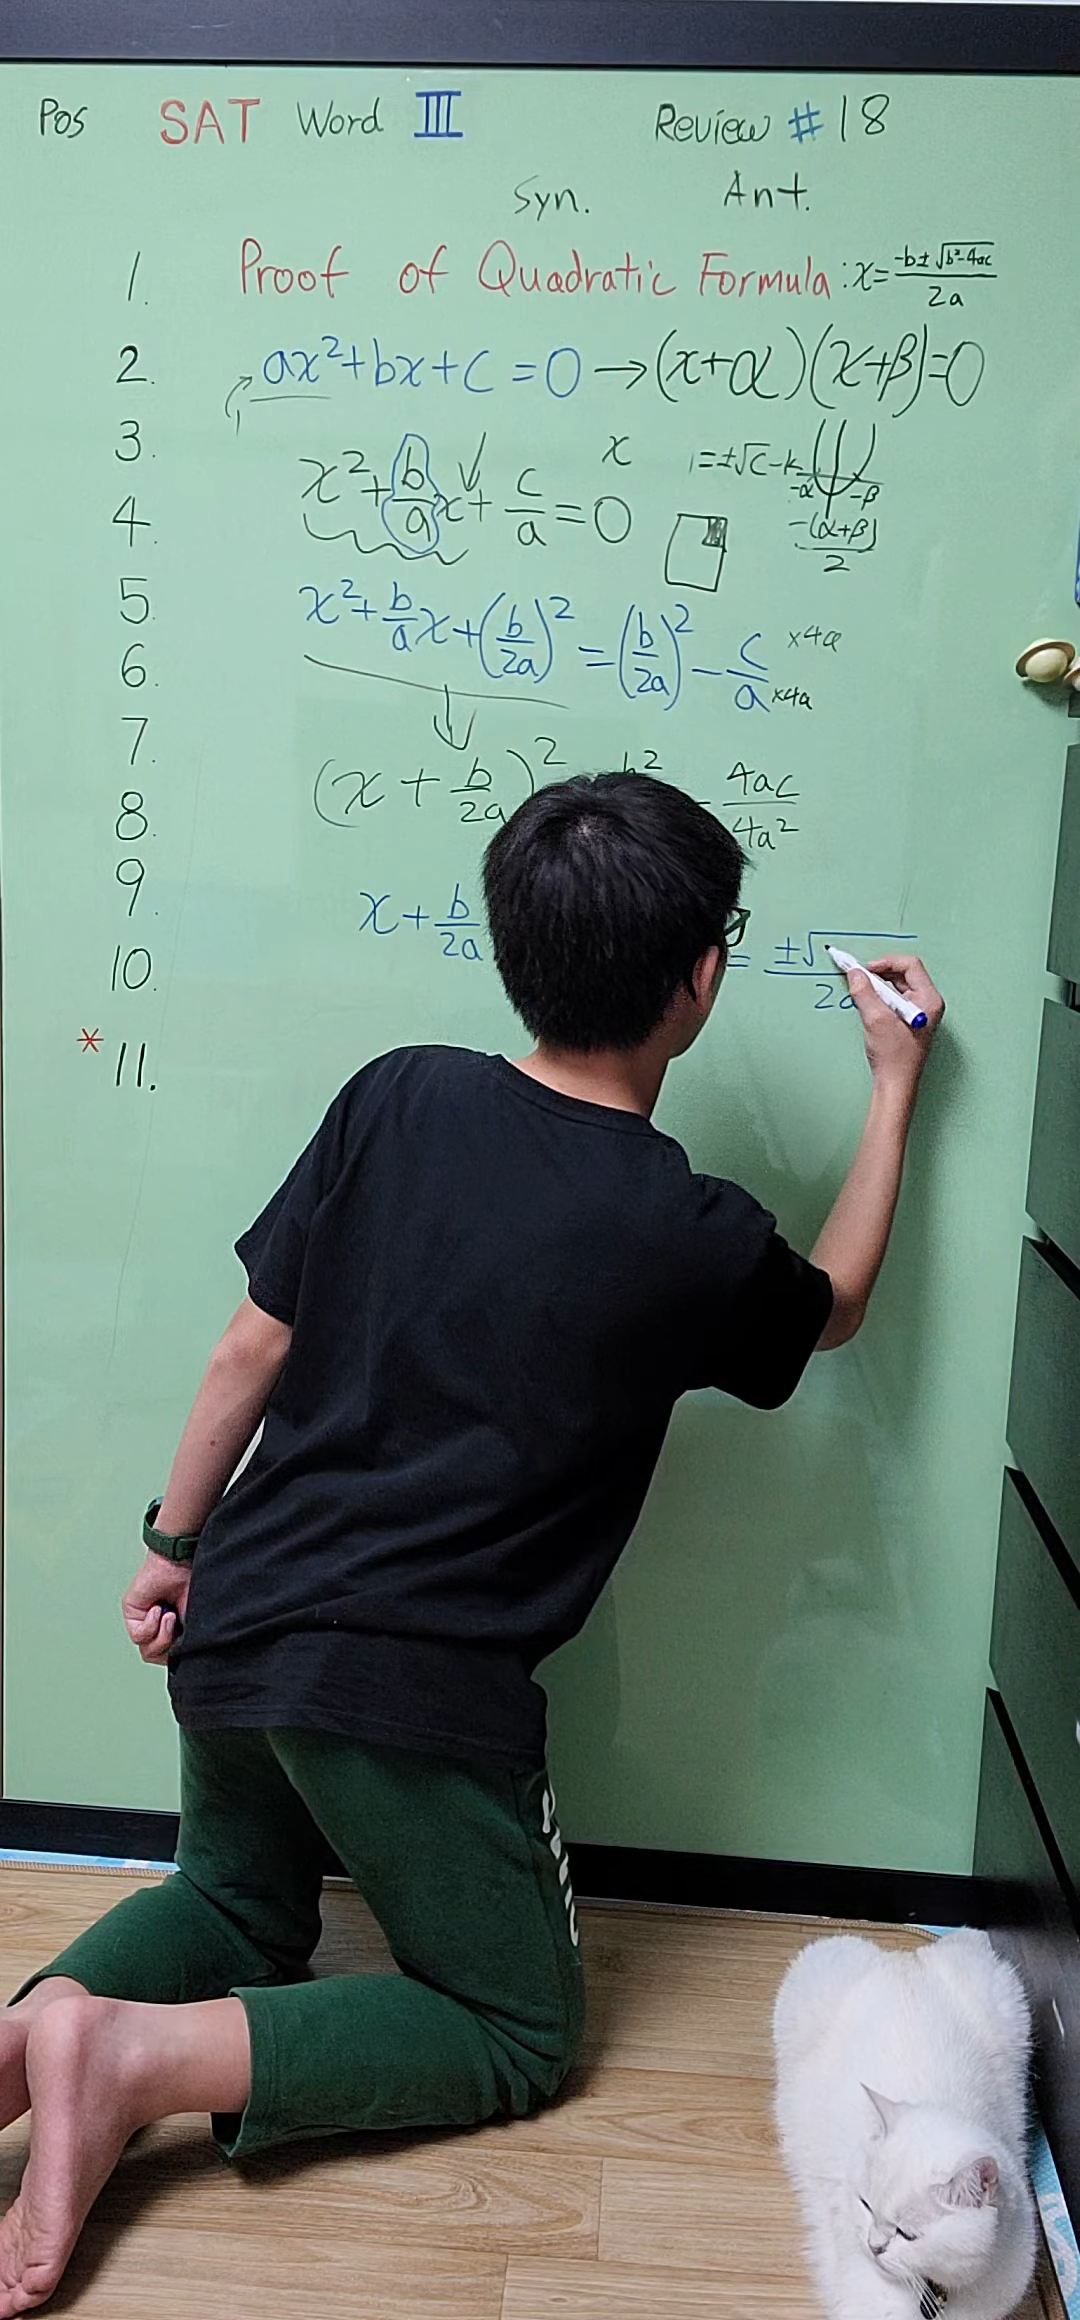 Pos SAT Word III Review #18
Syn. Ant.
1. Proof of Quadratic Formula: x = (-b ± √(b²-4ac))/2a
2. ax²+bx+c = 0 → (x+α)(x+β)=0
3.
x² + b/a x + c/a = 0 x = ±√c-k -α -β
4. -(α+β)/2
5. x² + b/a x + (b/2a)² = (b/2a)² - c/a ×4a ×4a
6.
7.
(x + b/2a)² b² 4ac/4a²
8.
9. x + b/2a = ±√ /2a
10.
* 11.